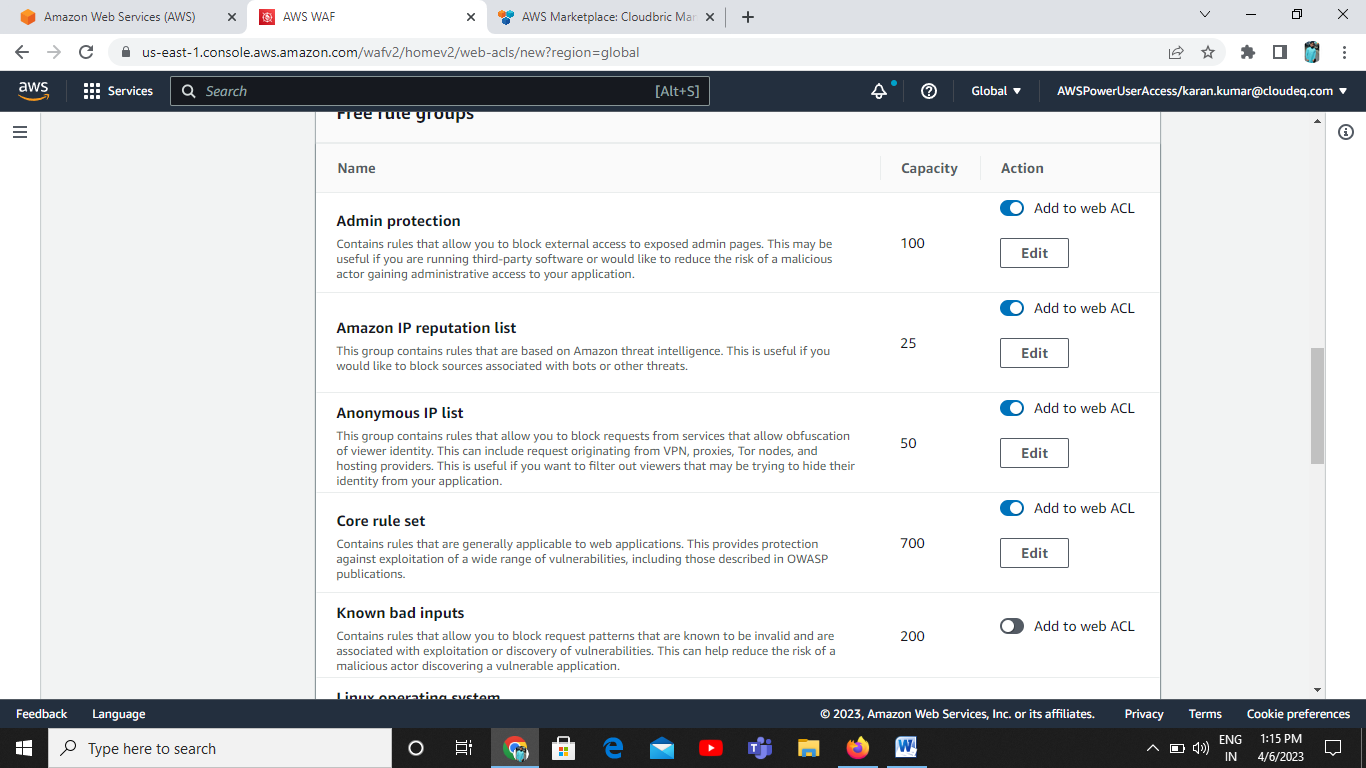 Amazon Web Services (AWS)
AWS WAF
AWS Marketplace: Cloudbric Mar
us-east-1.console.aws.amazon.com/wafv2/homev2/web-acls/new?region=global
aws
Services
Search
[Alt+S]
Global
AWSPowerUserAccess/karan.kumar@cloudeq.com
Free rule groups
Name
Capacity
Action
Admin protection
Contains rules that allow you to block external access to exposed admin pages. This may be
useful if you are running third-party software or would like to reduce the risk of a malicious
actor gaining administrative access to your application.
100
Add to web ACL
Edit
Amazon IP reputation list
This group contains rules that are based on Amazon threat intelligence. This is useful if you
would like to block sources associated with bots or other threats.
25
Add to web ACL
Edit
Anonymous IP list
This group contains rules that allow you to block requests from services that allow obfuscation
of viewer identity. This can include request originating from VPN, proxies, Tor nodes, and
hosting providers. This is useful if you want to filter out viewers that may be trying to hide their
identity from your application.
50
Add to web ACL
Edit
Core rule set
Contains rules that are generally applicable to web applications. This provides protection
against exploitation of a wide range of vulnerabilities, including those described in OWASP
publications.
700
Add to web ACL
Edit
Known bad inputs
Contains rules that allow you to block request patterns that are known to be invalid and are
associated with exploitation or discovery of vulnerabilities. This can help reduce the risk of a
malicious actor discovering a vulnerable application.
200
Add to web ACL
Linux operating system
Feedback
Language
© 2023, Amazon Web Services, Inc. or its affiliates.
Privacy
Terms
Cookie preferences
Type here to search
ENG
IN
1:15 PM
4/6/2023